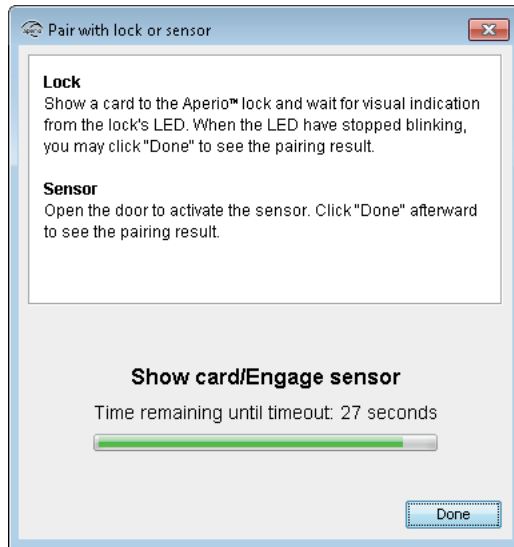 Pair with lock or sensor
Lock
Show a card to the Aperio™ lock and wait for visual indication
from the lock's LED. When the LED have stopped blinking,
you may click "Done" to see the pairing result.
Sensor
Open the door to activate the sensor. Click "Done" afterward
to see the pairing result.
Show card/Engage sensor
Time remaining until timeout: 27 seconds
Done